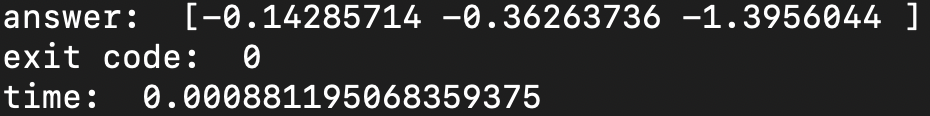 answer:  [-0.14285714 -0.36263736 -1.3956044 ]
exit code:  0
time:  0.000881195068359375